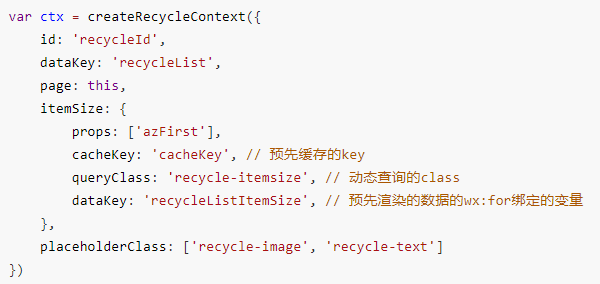 var ctx = createRecycleContext({
    id: 'recycleId',
    dataKey: 'recycleList',
    page: this,
    itemSize: {
        props: ['azFirst'],
        cacheKey: 'cacheKey', // 预先缓存的key
        queryClass: 'recycle-itemsize', // 动态查询的class
        dataKey: 'recycleListItemSize', // 预先渲染的数据的wx:for绑定的变量
    },
    placeholderClass: ['recycle-image', 'recycle-text']
})